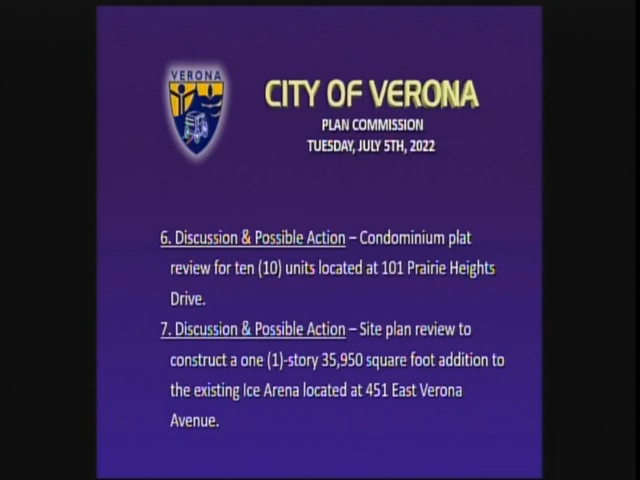 VERONA
CITY OF VERONA
PLAN COMMISSION
TUESDAY, JULY 5TH, 2022
6. Discussion & Possible Action – Condominium plat
review for ten (10) units located at 101 Prairie Heights
Drive.
7. Discussion & Possible Action – Site plan review to
construct a one (1)-story 35,950 square foot addition to
the existing Ice Arena located at 451 East Verona
Avenue.